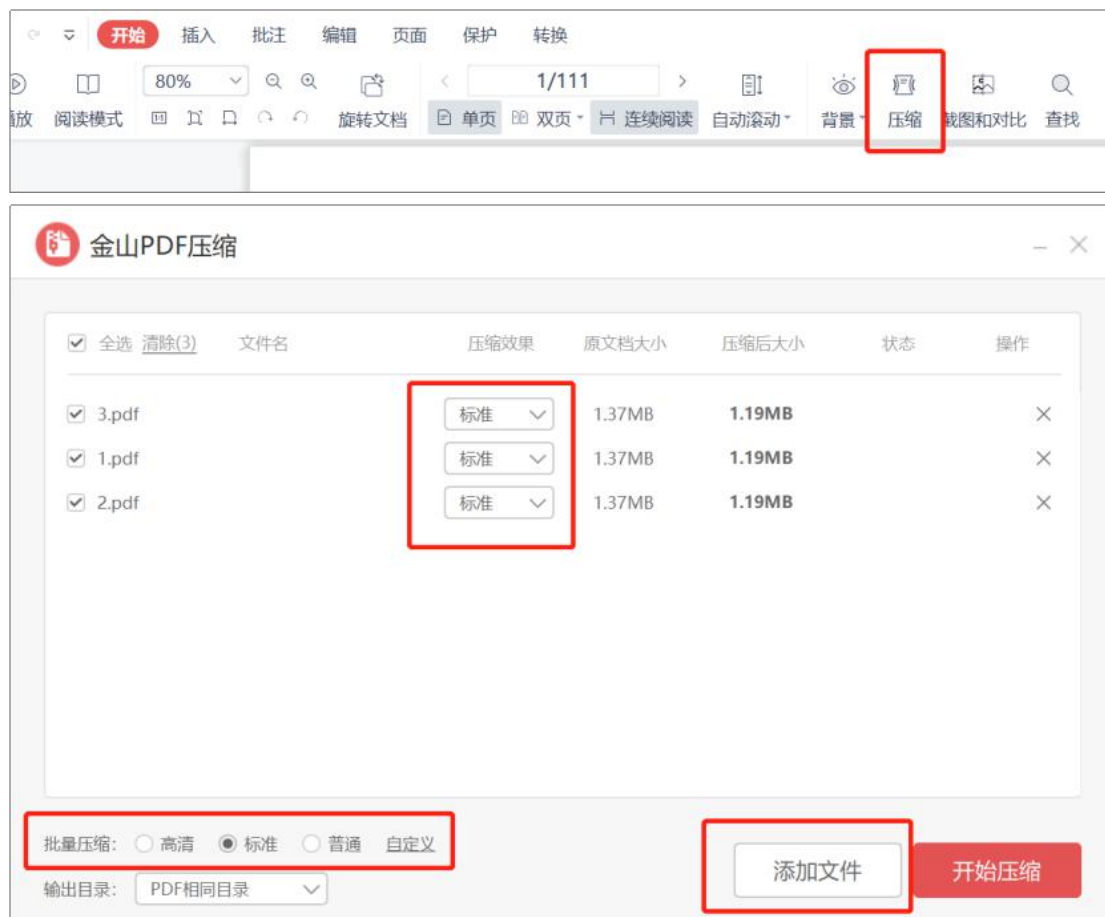 开始 插入 批注 编辑 页面 保护 转换
80% 1/111
播放 阅读模式 旋转文档 单页 双页 连续阅读 自动滚动 背景 压缩 截图和对比 查找
金山PDF压缩
全选 清除(3) 文件名 压缩效果 原文档大小 压缩后大小 状态 操作
3.pdf 标准 1.37MB 1.19MB
1.pdf 标准 1.37MB 1.19MB
2.pdf 标准 1.37MB 1.19MB
批量压缩: 高清 标准 普通 自定义
添加文件 开始压缩
输出目录: PDF相同目录